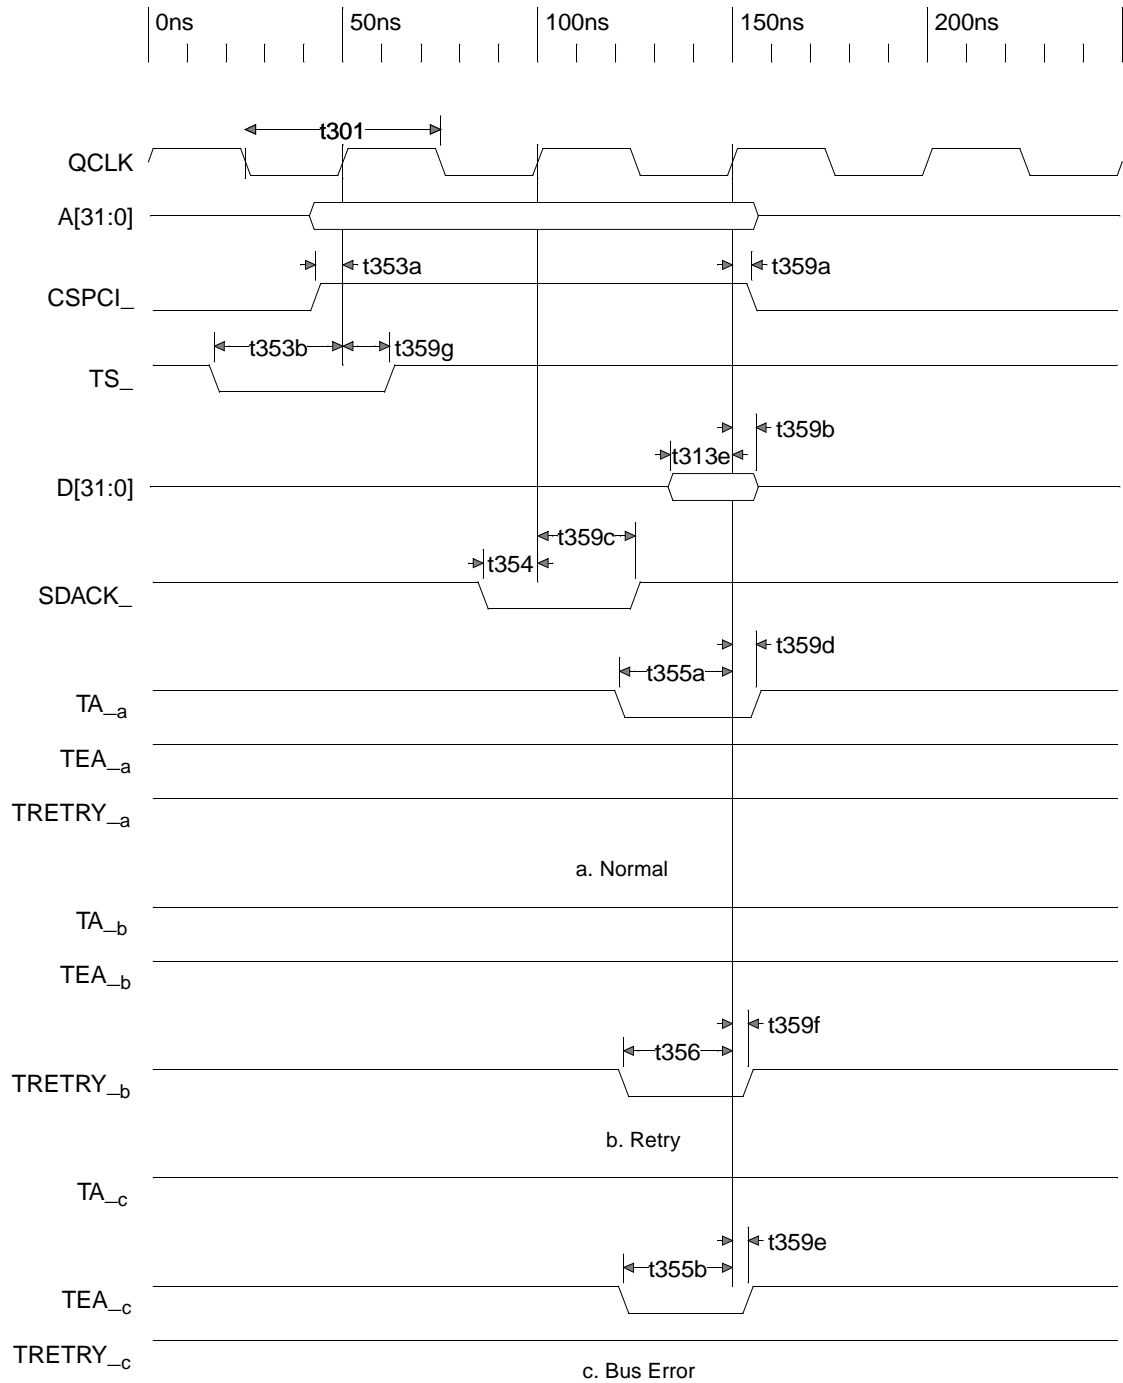 0ns 50ns 100ns 150ns 200ns
t301
QCLK
A[31:0]
t353a t359a
CSPCI_
t353b t359g
TS_
t359b
t313e
D[31:0]
t359c
t354
SDACK_
t359d
t355a
TA_a
TEA_a
TRETRY_a
a. Normal
TA_b
TEA_b
t359f
t356
TRETRY_b
b. Retry
TA_c
t359e
t355b
TEA_c
TRETRY_c
c. Bus Error